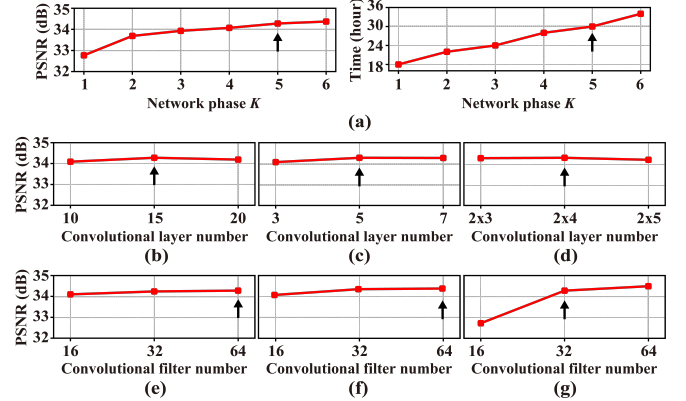 PSNR (dB)
35
34
33
32
1 2 3 4 5 6
Network phase K
Time (hour)
36
30
24
18
1 2 3 4 5 6
Network phase K
(a)
PSNR (dB)
35
34
33
32
10 15 20
Convolutional layer number
(b)
3 5 7
Convolutional layer number
(c)
2x3 2x4 2x5
Convolutional layer number
(d)
PSNR (dB)
35
34
33
32
16 32 64
Convolutional filter number
(e)
16 32 64
Convolutional filter number
(f)
16 32 64
Convolutional filter number
(g)